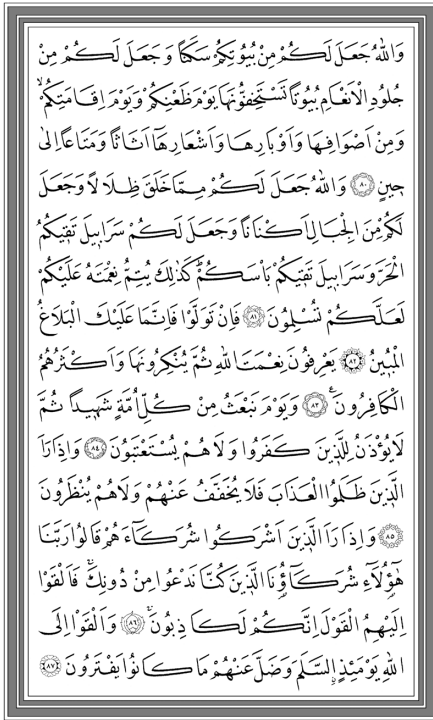 وَاللّٰهُ جَعَلَ لَكُمْ مِنْ بُيُوتِكُمْ سَكَنًا وَجَعَلَ لَكُمْ مِنْ
جُلُودِ الْاَنْعَامِ بُيُوتًا تَسْتَخِفُّونَهَا يَوْمَ ظَعْنِكُمْ وَيَوْمَ اِقَامَتِكُمْۙ
وَمِنْ اَصْوَافِهَا وَاَوْبَارِهَا وَاَشْعَارِهَٓا اَثَاثًا وَمَتَاعًا اِلٰى
حِينٍ ﴿٨٠﴾ وَاللّٰهُ جَعَلَ لَكُمْ مِمَّا خَلَقَ ظِلَالًا وَجَعَلَ
لَكُمْ مِنَ الْجِبَالِ اَكْنَانًا وَجَعَلَ لَكُمْ سَرَابِيلَ تَقِيكُمُ
الْحَرَّ وَسَرَابِيلَ تَقِيكُمْ بَاْسَكُمْۜ كَذٰلِكَ يُتِمُّ نِعْمَتَهُ عَلَيْكُمْ
لَعَلَّكُمْ تُسْلِمُونَ ﴿٨١﴾ فَاِنْ تَوَلَّوْا فَاِنَّمَا عَلَيْكَ الْبَلَاغُ
الْمُبِينُ ﴿٨٢﴾ يَعْرِفُونَ نِعْمَتَ اللّٰهِ ثُمَّ يُنْكِرُونَهَا وَاَكْثَرُهُمُ
الْكَافِرُونَ۟ ﴿٨٣﴾ وَيَوْمَ نَبْعَثُ مِنْ كُلِّ اُمَّةٍ شَهِيدًا ثُمَّ
لَا يُؤْذَنُ لِلَّذِينَ كَفَرُوا وَلَا هُمْ يُسْتَعْتَبُونَ ﴿٨٤﴾ وَاِذَا رَاَ
الَّذِينَ ظَلَمُوا الْعَذَابَ فَلَا يُخَفَّفُ عَنْهُمْ وَلَا هُمْ يُنْظَرُونَ
﴿٨٥﴾ وَاِذَا رَاَ الَّذِينَ اَشْرَكُوا شُرَكَٓاءَهُمْ قَالُوا رَبَّنَا
هٰٓؤُ۬لَٓاءِ شُرَكَٓاؤُ۬نَا الَّذِينَ كُنَّا نَدْعُوا مِنْ دُونِكَۚ فَاَلْقَوْا
اِلَيْهِمُ الْقَوْلَ اِنَّكُمْ لَكَاذِبُونَۚ ﴿٨٦﴾ وَاَلْقَوْا اِلَى
اللّٰهِ يَوْمَئِذٍۨ السَّلَمَ وَضَلَّ عَنْهُمْ مَا كَانُوا يَفْتَرُونَ ﴿٨٧﴾